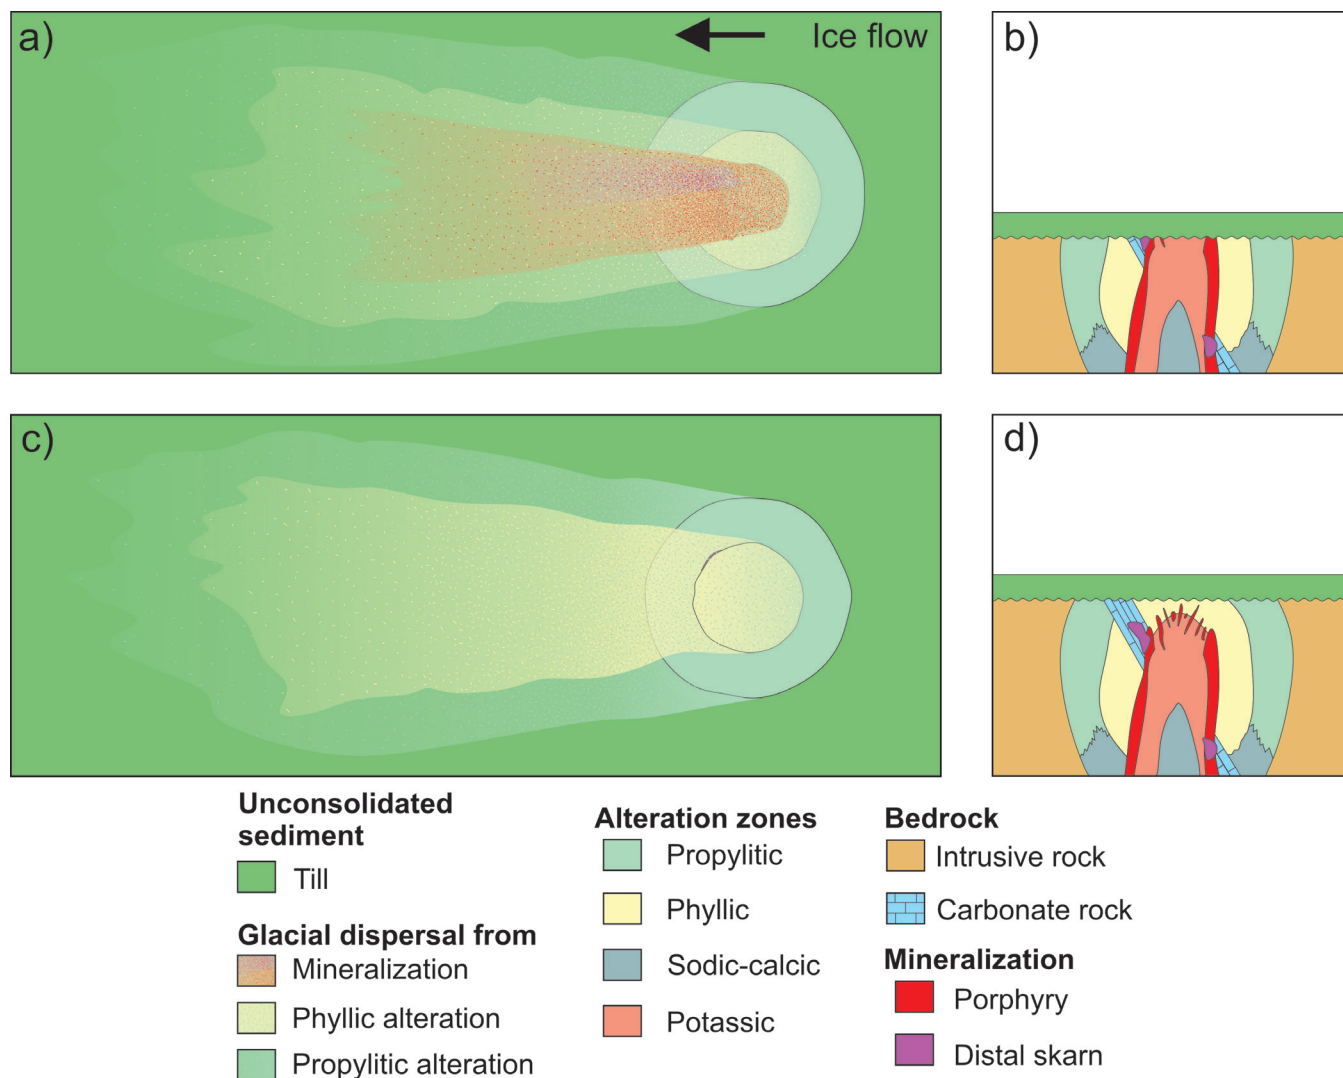 a)
Ice flow
b)
c)
d)
Unconsolidated
sediment
Till
Glacial dispersal from
Mineralization
Phyllic alteration
Propylitic alteration
Alteration zones
Propylitic
Phyllic
Sodic-calcic
Potassic
Bedrock
Intrusive rock
Carbonate rock
Mineralization
Porphyry
Distal skarn